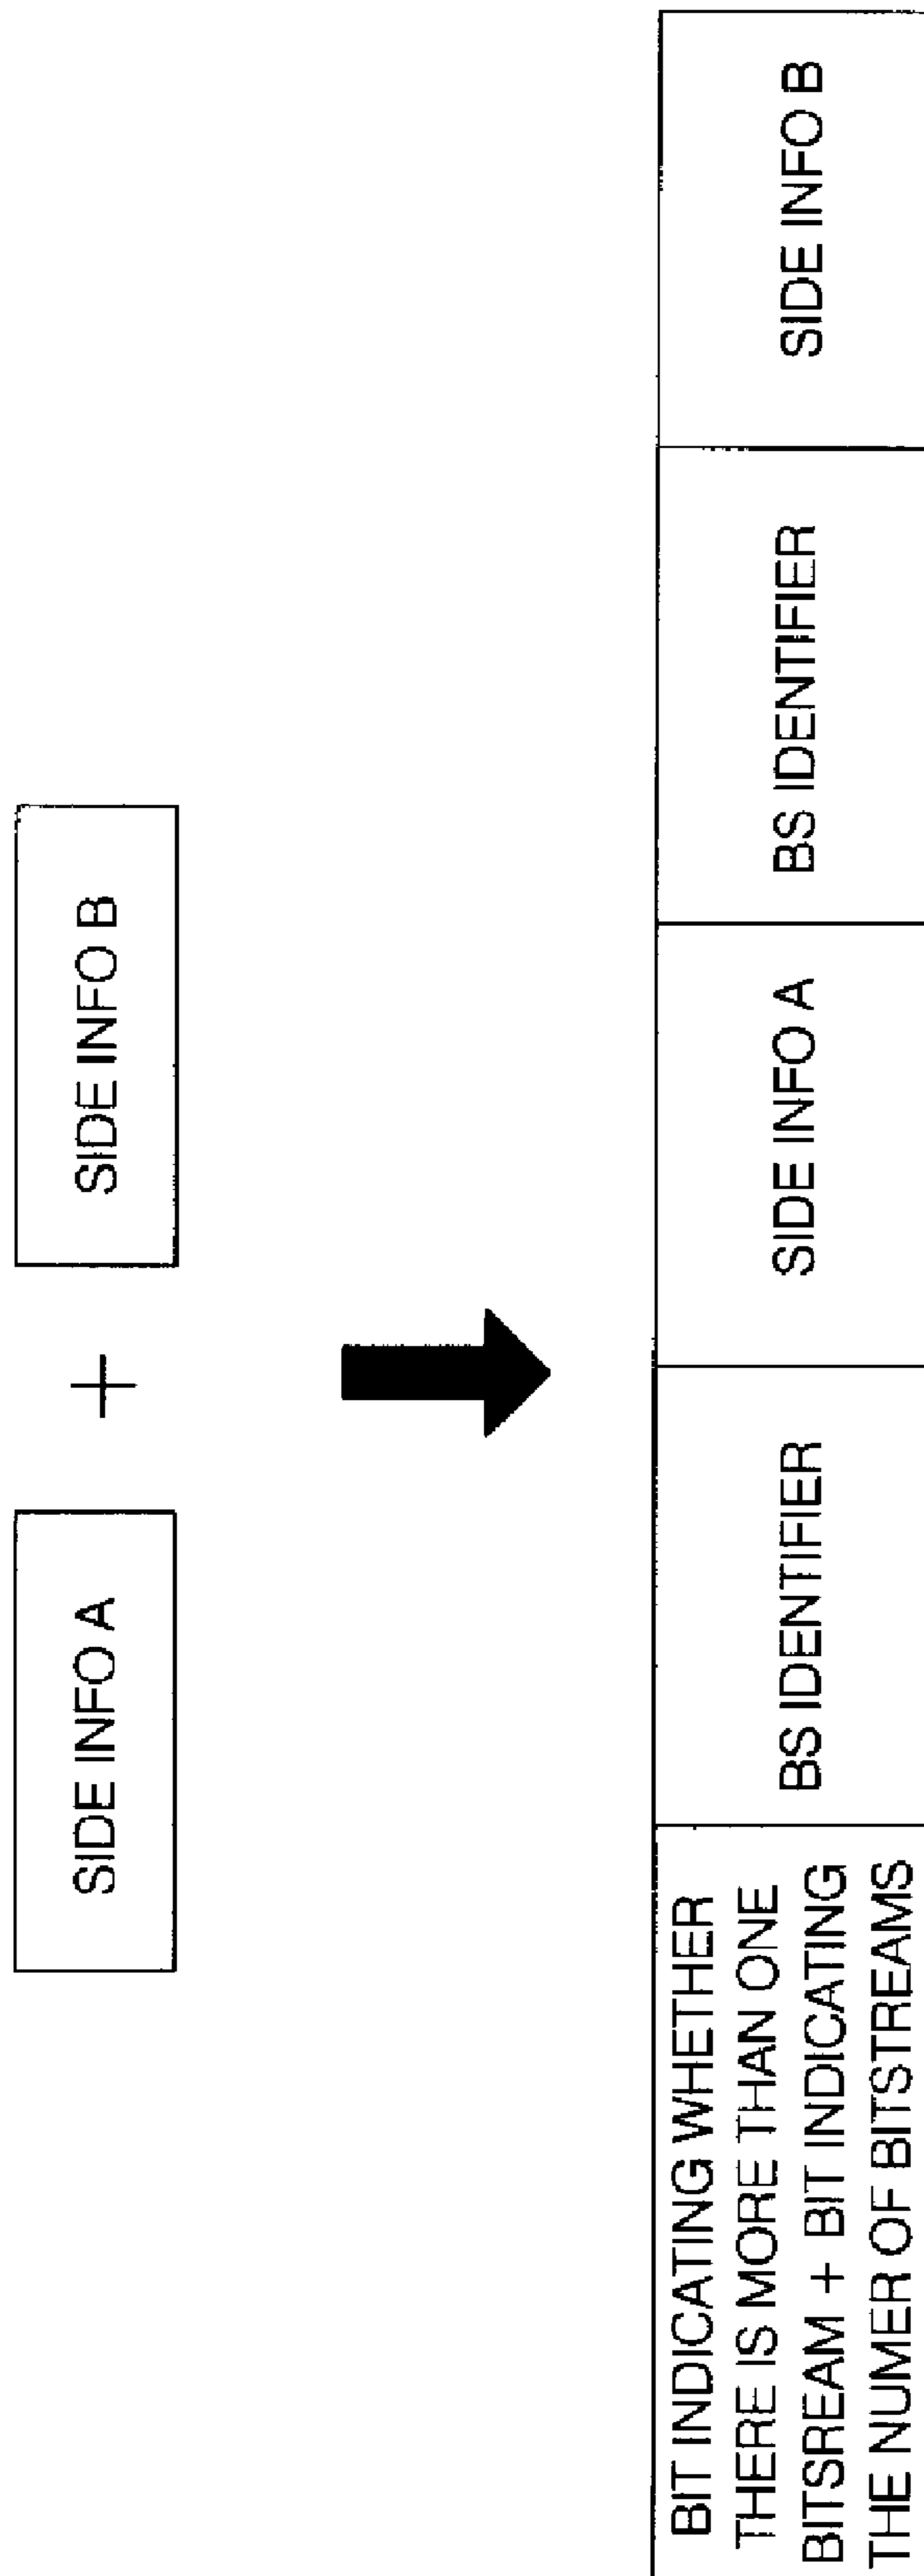 SIDE INFO A
+
SIDE INFO B
BIT INDICATING WHETHER
THERE IS MORE THAN ONE
BITSREAM + BIT INDICATING
THE NUMER OF BITSTREAMS
BS IDENTIFIER
SIDE INFO A
BS IDENTIFIER
SIDE INFO B